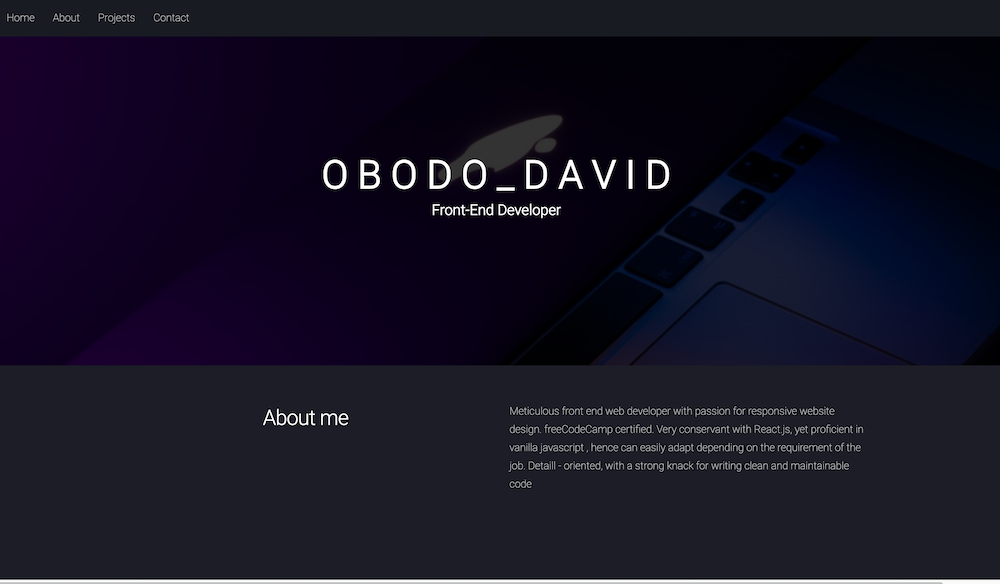 Home About Projects Contact
OBODO_DAVID
Front-End Developer
About me
Meticulous front end web developer with passion for responsive website
design. freeCodeCamp certified. Very conservant with React.js, yet proficient in
vanilla javascript , hence can easily adapt depending on the requirement of the
job. Detaill - oriented, with a strong knack for writing clean and maintainable
code